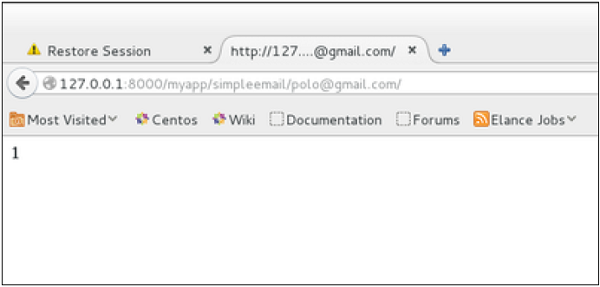 Restore Session × http://127....@gmail.com/ ×
127.0.0.1:8000/myapp/simpleemail/polo@gmail.com/
Most Visited Centos Wiki Documentation Forums Elance Jobs
1